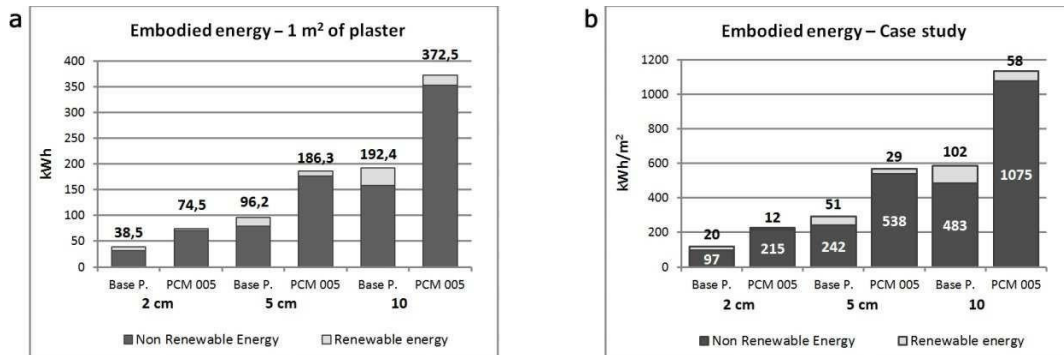 a
Embodied energy – 1 m² of plaster
kWh
400
350
300
250
200
150
100
50
0
38,5
74,5
96,2
186,3
192,4
372,5
Base P. PCM 005 Base P. PCM 005 Base P. PCM 005
2 cm 5 cm 10
Non Renewable Energy Renewable energy
b
Embodied energy – Case study
kWh/m²
1200
1000
800
600
400
200
0
20
97
12
215
51
242
29
538
102
483
58
1075
Base P. PCM 005 Base P. PCM 005 Base P. PCM 005
2 cm 5 cm 10
Non Renewable Energy Renewable energy